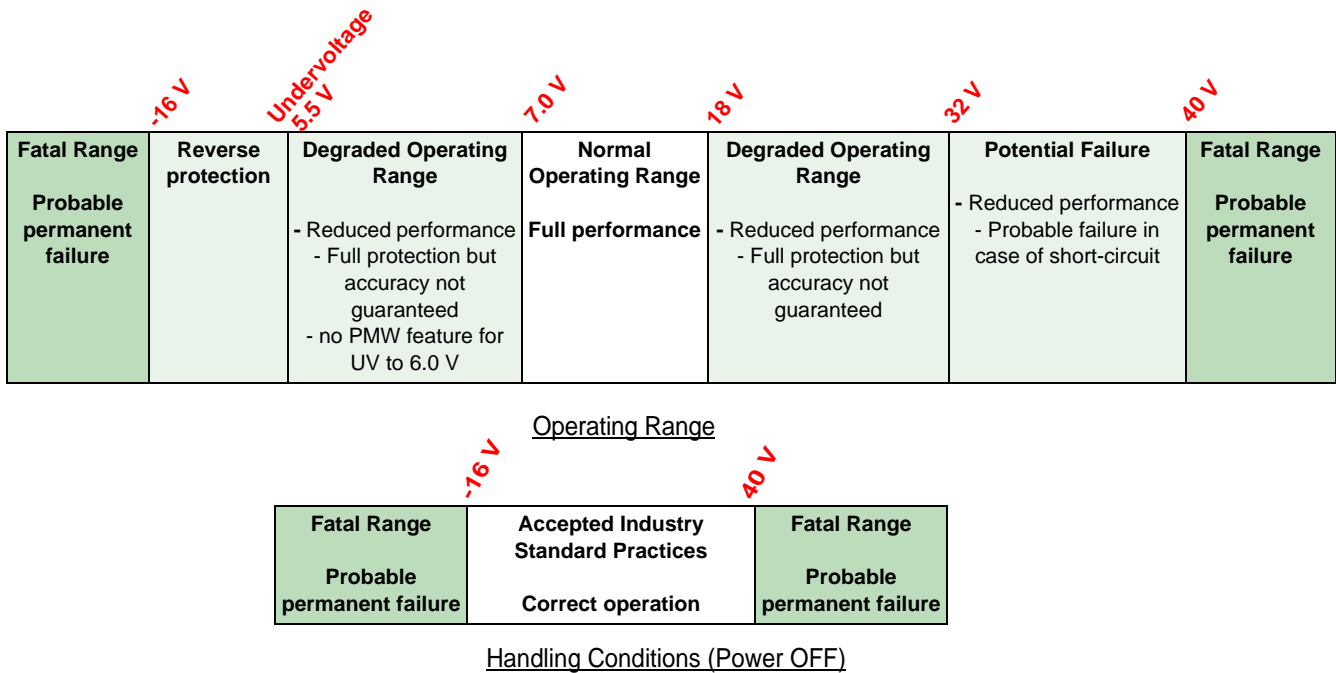 -16 V
Undervoltage
5.5 V
7.0 V
18 V
32 V
40 V
Fatal Range
Probable
permanent
failure
Reverse
protection
Degraded Operating
Range
- Reduced performance
- Full protection but
accuracy not
guaranteed
- no PMW feature for
UV to 6.0 V
Normal
Operating Range
Full performance
Degraded Operating
Range
- Reduced performance
- Full protection but
accuracy not
guaranteed
Potential Failure
- Reduced performance
- Probable failure in
case of short-circuit
Fatal Range
Probable
permanent
failure
Operating Range
-16 V
40 V
Fatal Range
Probable
permanent failure
Accepted Industry
Standard Practices
Correct operation
Fatal Range
Probable
permanent failure
Handling Conditions (Power OFF)